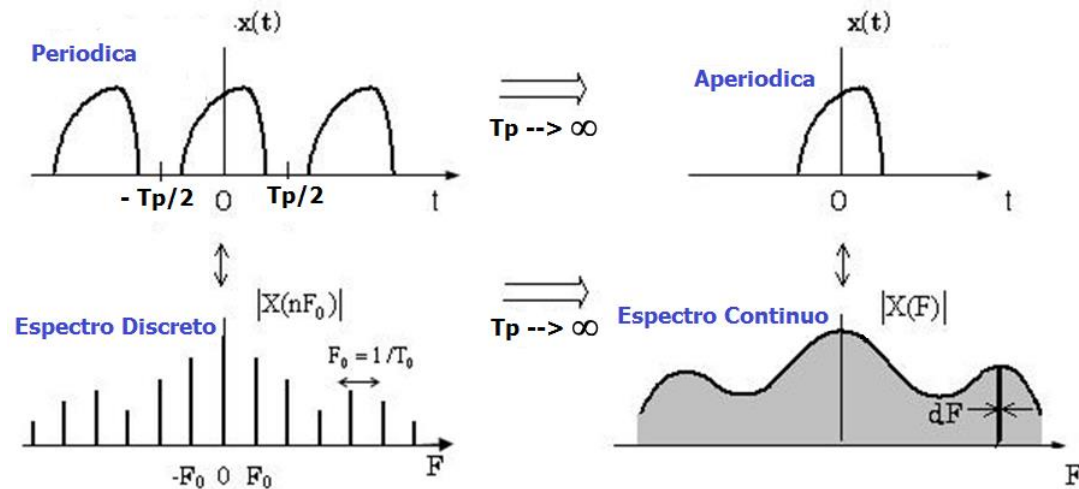 x(t)
Periodica
- Tp/2 0 Tp/2 t
Tp --> ∞
x(t)
Aperiodica
0 t
|X(nF₀)|
Espectro Discreto
F₀ = 1/T₀
-F₀ 0 F₀ F
Tp --> ∞
|X(F)|
Espectro Continuo
dF
F